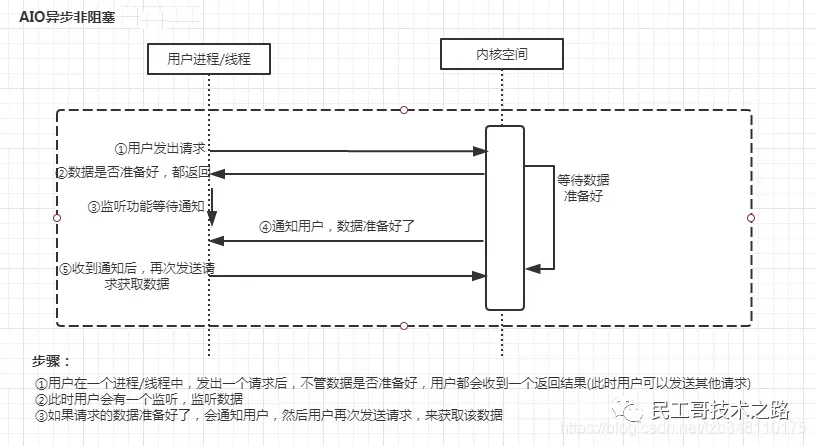 AIO异步非阻塞
用户进程/线程
内核空间
①用户发出请求
②数据是否准备好，都返回
等待数据
准备好
③监听功能等待通知
④通知用户，数据准备好了
⑤收到通知后，再次发送请
求获取数据
步骤：
①用户在一个进程/线程中，发出一个请求后，不管数据是否准备好，用户都会收到一个返回结果(此时用户可以发送其他请求)
②此时用户会有一个监听，监听数据
③如果请求的数据准备好了，会通知用户，然后用户再次发送请求，来获取该数据
民工哥技术之路